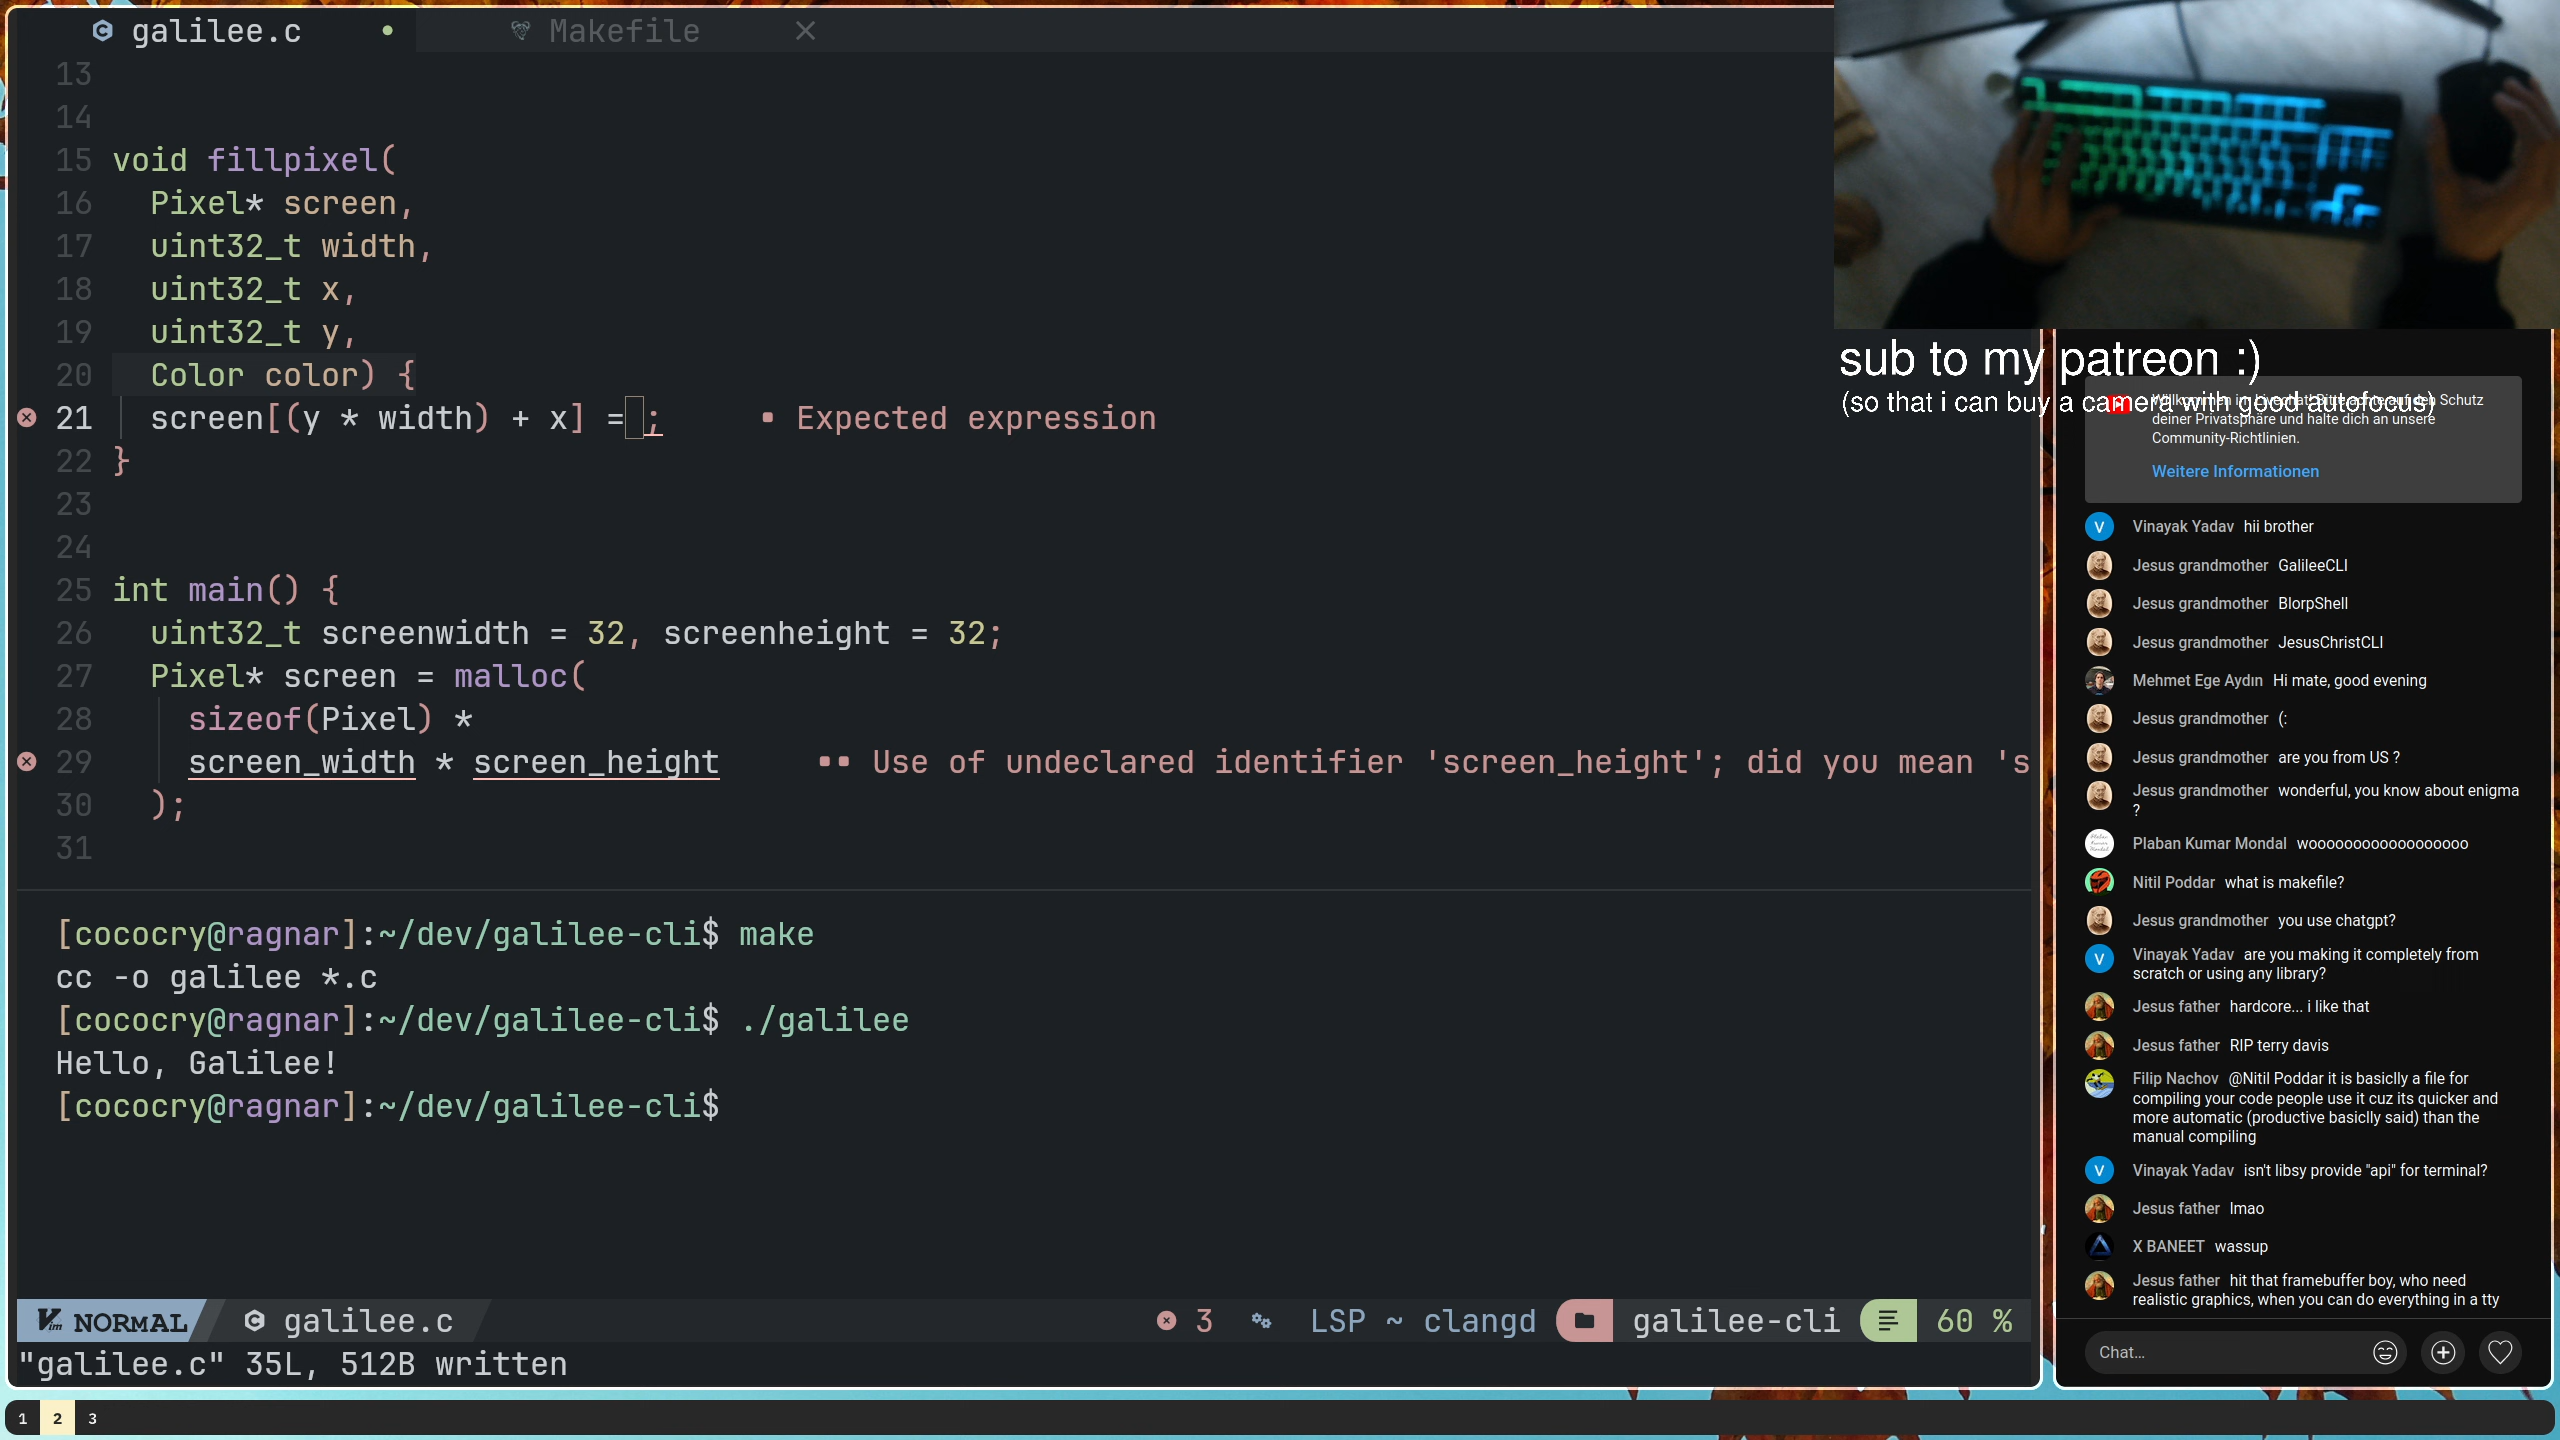 galilee.c
Makefile
13
14
15 void fillpixel(
16 Pixel* screen,
17 uint32_t width,
18 uint32_t x,
19 uint32_t y,
20 Color color) {
21 screen[(y * width) + x] = ; Expected expression
22 }
23
24
25 int main() {
26 uint32_t screenwidth = 32, screenheight = 32;
27 Pixel* screen = malloc(
28 sizeof(Pixel) *
29 screen_width * screen_height Use of undeclared identifier 'screen_height'; did you mean 's
30 );
31
[cococry@ragnar]:~/dev/galilee-cli$ make
cc -o galilee *.c
[cococry@ragnar]:~/dev/galilee-cli$ ./galilee
Hello, Galilee!
[cococry@ragnar]:~/dev/galilee-cli$
NORMAL galilee.c 3 LSP ~ clangd galilee-cli 60 %
"galilee.c" 35L, 512B written
1 2 3
sub to my patreon :)
(so that i can buy a camera with good autofocus)
Willkommen im Livechat! Bitte achte auf den Schutz
deiner Privatsphäre und halte dich an unsere
Community-Richtlinien.
Weitere Informationen
V Vinayak Yadav hii brother
Jesus grandmother GalileeCLI
Jesus grandmother BlorpShell
Jesus grandmother JesusChristCLI
Mehmet Ege Aydın Hi mate, good evening
Jesus grandmother (:
Jesus grandmother are you from US ?
Jesus grandmother wonderful, you know about enigma
?
Plaban Kumar Mondal woooooooooooooooooo
Nitil Poddar what is makefile?
Jesus grandmother you use chatgpt?
V Vinayak Yadav are you making it completely from
scratch or using any library?
Jesus father hardcore... i like that
Jesus father RIP terry davis
Filip Nachov @Nitil Poddar it is basiclly a file for
compiling your code people use it cuz its quicker and
more automatic (productive basiclly said) than the
manual compiling
V Vinayak Yadav isn't libsy provide "api" for terminal?
Jesus father lmao
X BANEET wassup
Jesus father hit that framebuffer boy, who need
realistic graphics, when you can do everything in a tty
Chat...